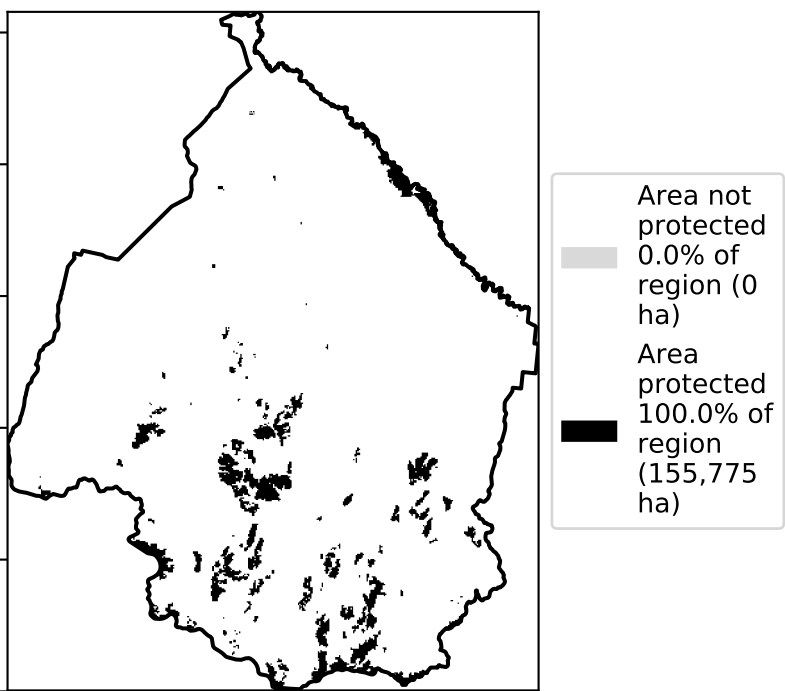 Area not
protected
0.0% of
region (0
ha)
Area
protected
100.0% of
region
(155,775
ha)